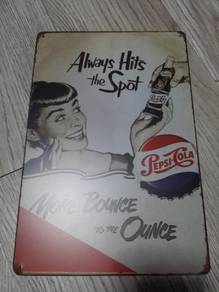 Always Hits
the Spot
PEPSI-COLA
MORE BOUNCE
TO THE
OUNCE